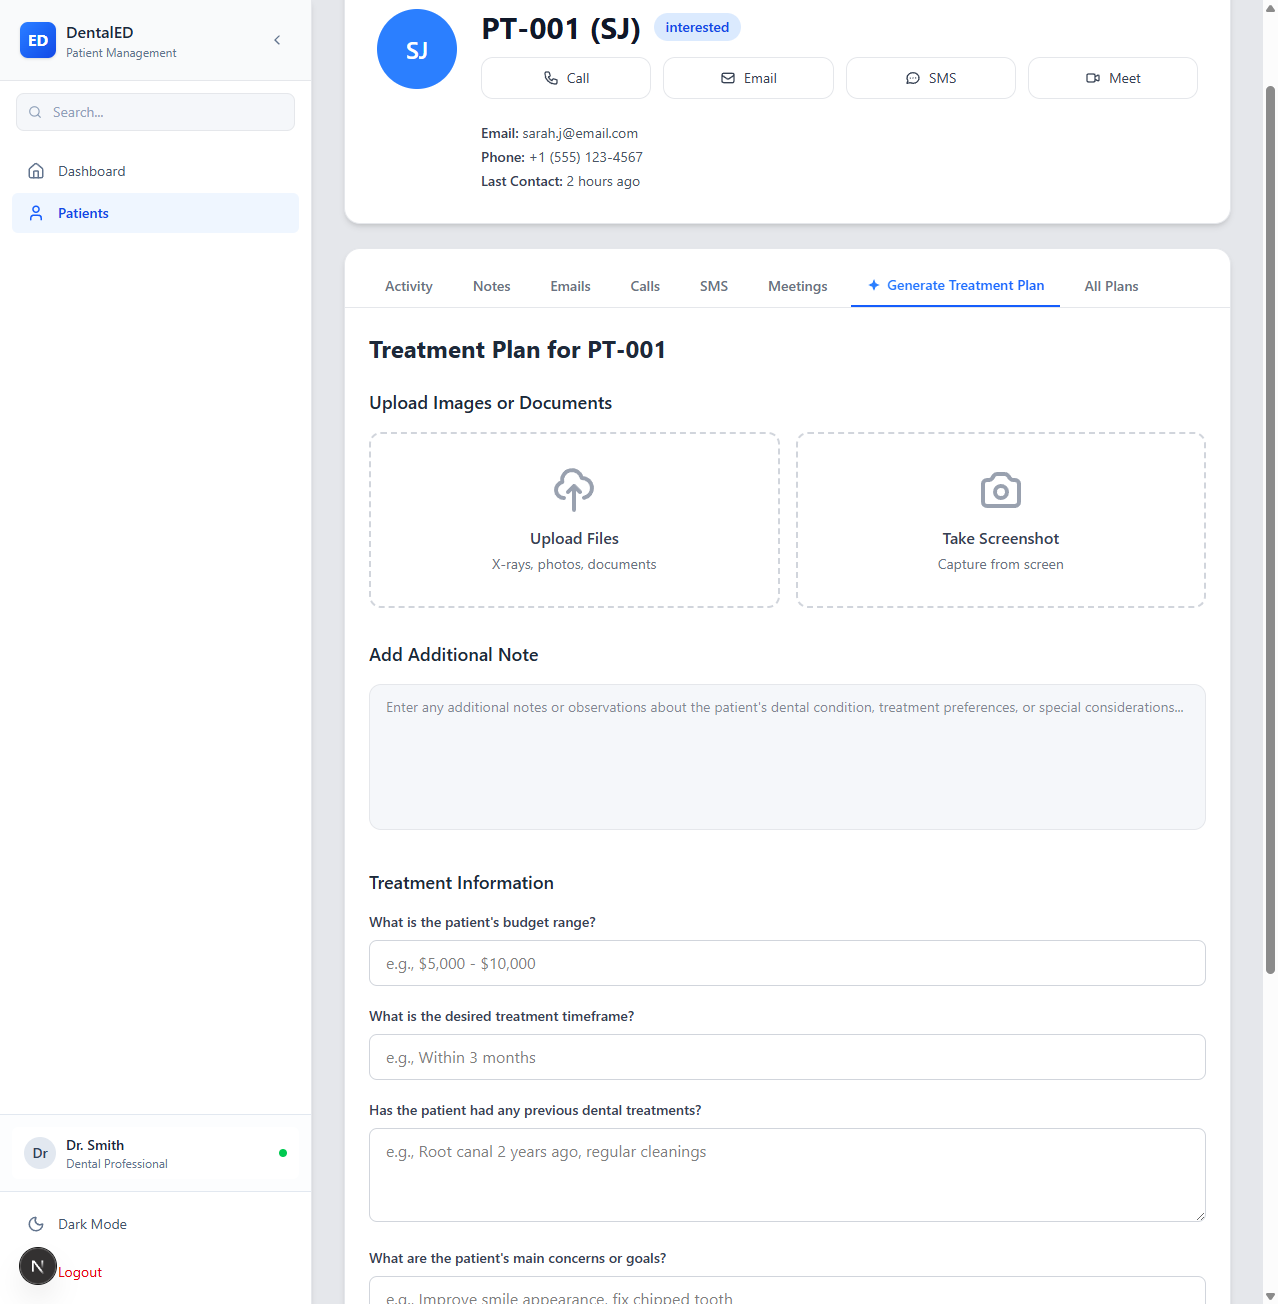 ED
DentalED
Patient Management
Search...
Dashboard
Patients
Dr
Dr. Smith
Dental Professional
Dark Mode
N
Logout
SJ
PT-001 (SJ)
interested
Call
Email
SMS
Meet
Email: sarah.j@email.com
Phone: +1 (555) 123-4567
Last Contact: 2 hours ago
Activity
Notes
Emails
Calls
SMS
Meetings
Generate Treatment Plan
All Plans
Treatment Plan for PT-001
Upload Images or Documents
Upload Files
X-rays, photos, documents
Take Screenshot
Capture from screen
Add Additional Note
Enter any additional notes or observations about the patient's dental condition, treatment preferences, or special considerations...
Treatment Information
What is the patient's budget range?
e.g., $5,000 - $10,000
What is the desired treatment timeframe?
e.g., Within 3 months
Has the patient had any previous dental treatments?
e.g., Root canal 2 years ago, regular cleanings
What are the patient's main concerns or goals?
e.g., Improve smile appearance, fix chipped tooth